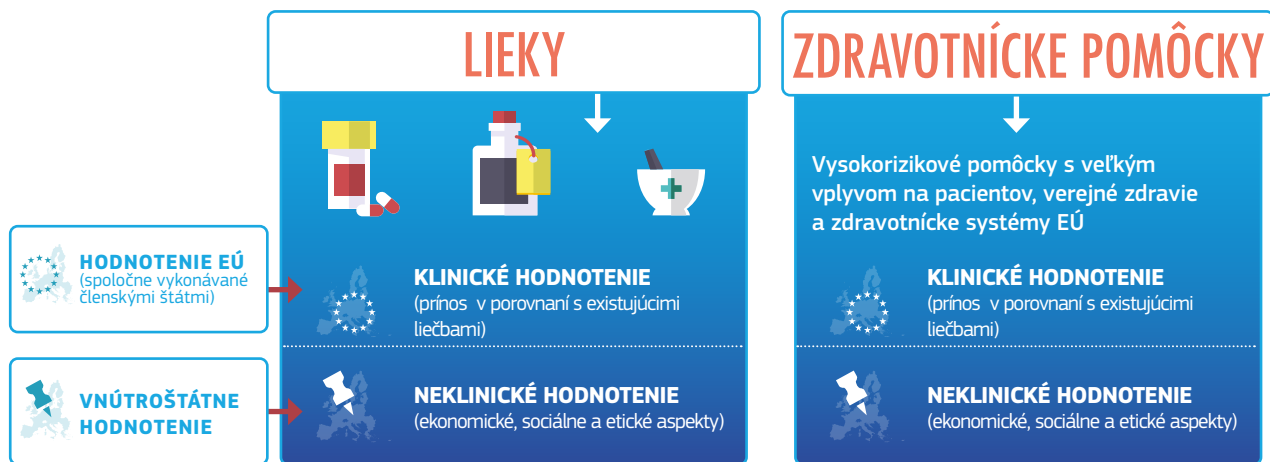 LIEKY
ZDRAVOTNÍCKE POMÔCKY
Vysokorizikové pomôcky s veľkým
vplyvom na pacientov, verejné zdravie
a zdravotnícke systémy EÚ
HODNOTENIE EÚ
(spoločne vykonávané
členskými štátmi)
KLINICKÉ HODNOTENIE
(prínos v porovnaní s existujúcimi
liečbami)
KLINICKÉ HODNOTENIE
(prínos v porovnaní s existujúcimi
liečbami)
VNÚTROŠTÁTNE
HODNOTENIE
NEKLINICKÉ HODNOTENIE
(ekonomické, sociálne a etické aspekty)
NEKLINICKÉ HODNOTENIE
(ekonomické, sociálne a etické aspekty)